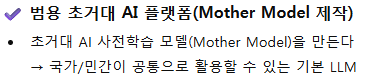 ✔ 범용 초거대 AI 플랫폼(Mother Model 제작)
• 초거대 AI 사전학습 모델(Mother Model)을 만든다
→ 국가/민간이 공통으로 활용할 수 있는 기본 LLM